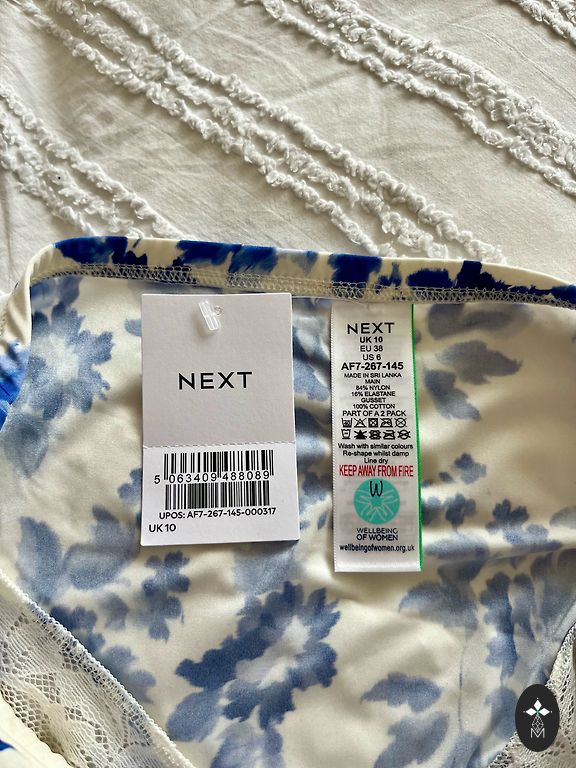 NEXT
5 063409 488089
UPOS: AF7-267-145-000317
UK 10
NEXT
UK 10
EU 38
US 6
AF7-267-145
MADE IN SRI LANKA
MAIN
84% NYLON
16% ELASTANE
GUSSET
100% COTTON
PART OF A 2 PACK
Wash with similar colours
Re-shape whilst damp
Line dry
KEEP AWAY FROM FIRE
W
WELLBEING
OF WOMEN
wellbeingofwomen.org.uk
M